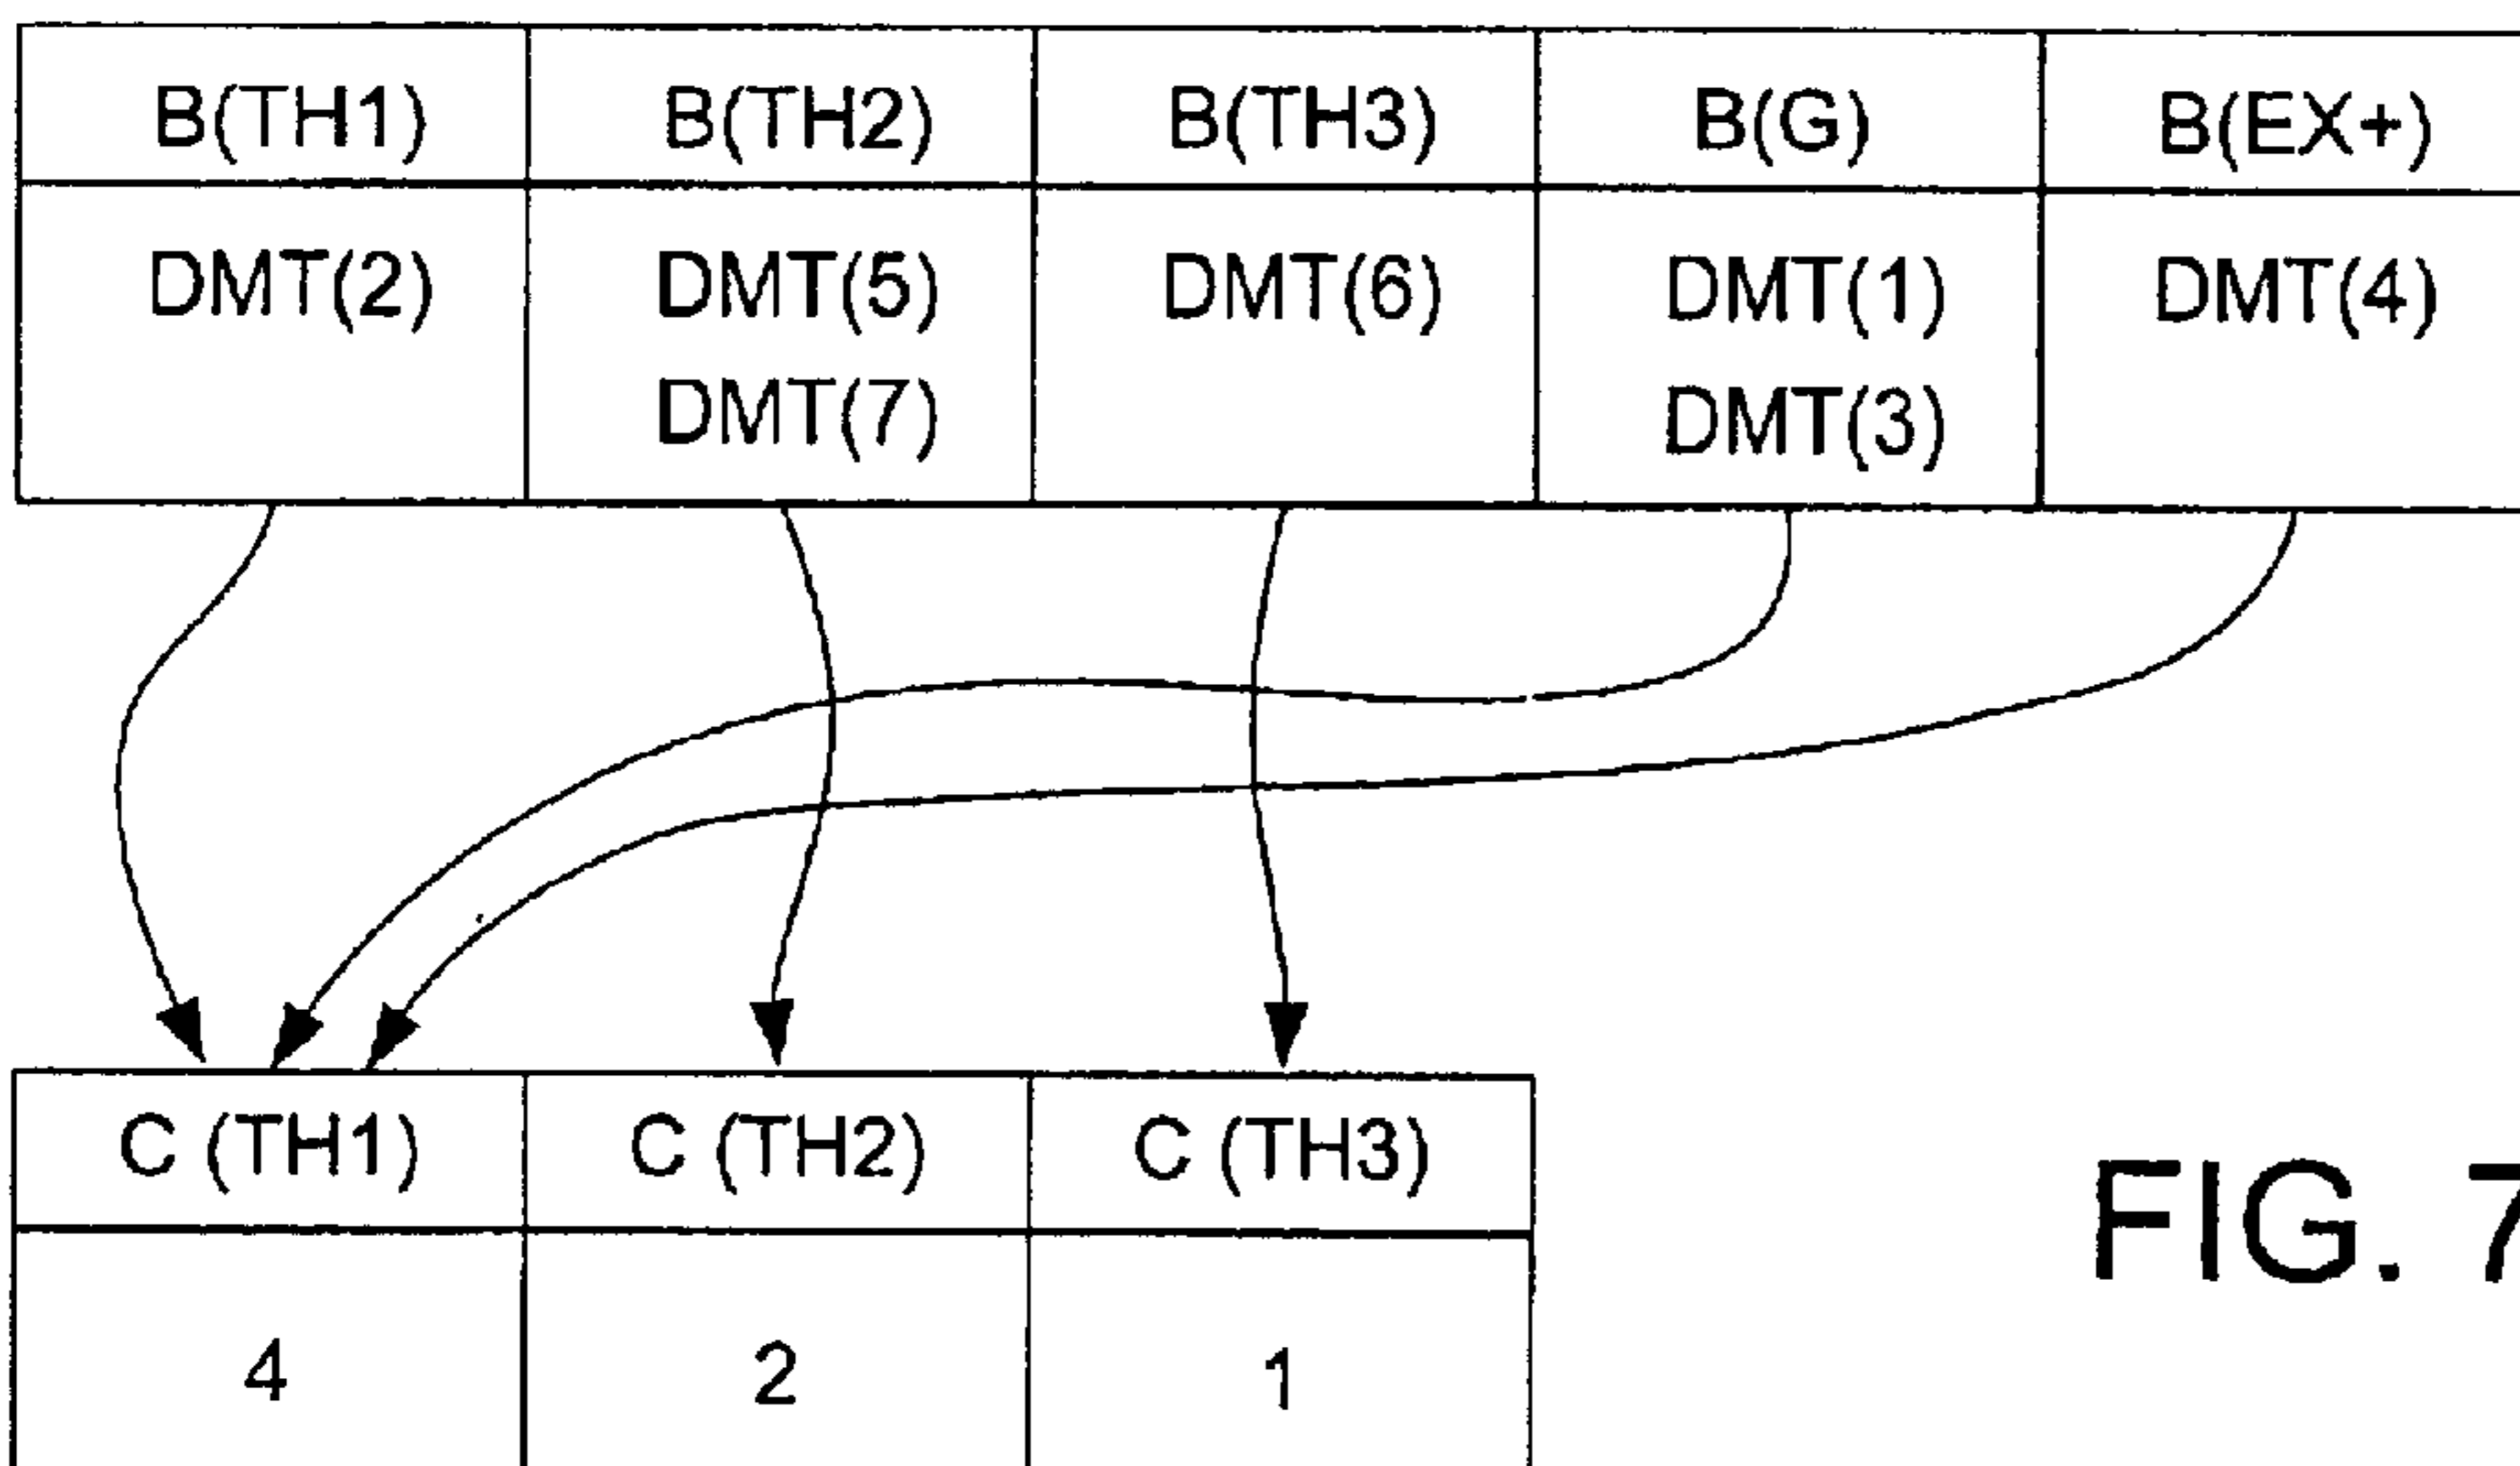 B(TH1) B(TH2) B(TH3) B(G) B(EX+)
DMT(2) DMT(5) DMT(6) DMT(1) DMT(4)
DMT(7) DMT(3)
C (TH1) C (TH2) C (TH3)
4 2 1
FIG. 7